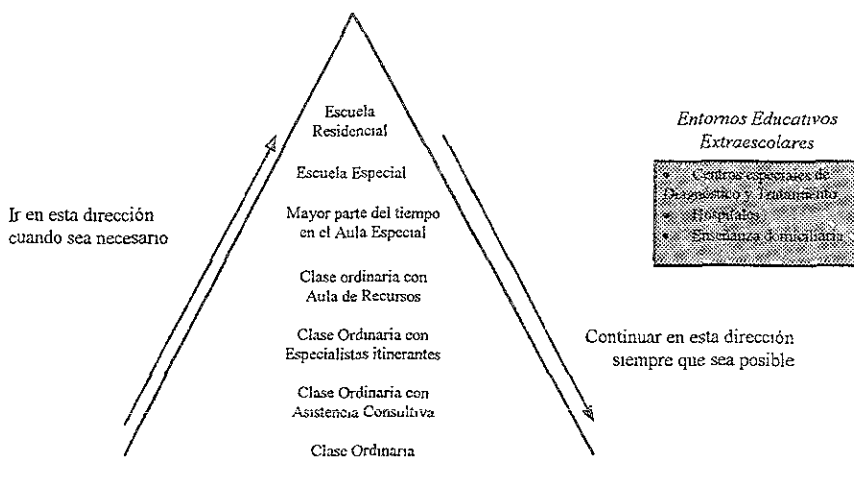 Escuela
Residencial
Escuela Especial
Mayor parte del tiempo
en el Aula Especial
Clase ordinaria con
Aula de Recursos
Clase Ordinaria con
Especialistas itinerantes
Clase Ordinaria con
Asistencia Consultiva
Clase Ordinaria
Ir en esta dirección
cuando sea necesario
Entornos Educativos
Extraescolares
• Centros especiales de
Diagnóstico y Tratamiento
• Hospitales
• Enseñanza domiciliaria
Continuar en esta dirección
siempre que sea posible